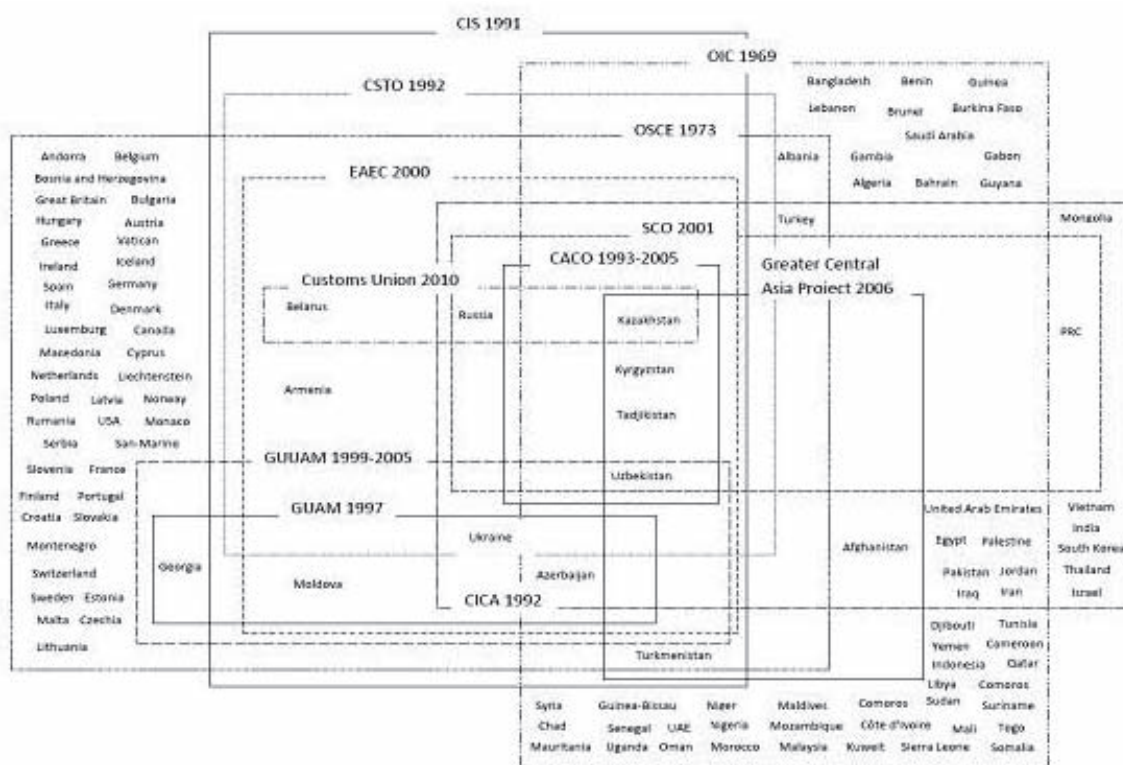 CIS 1991
OIC 1969
Bangladesh Benin Guinea
CSTO 1992
Lebanon Brunel Burkina Faso
OSCE 1973
Saudi Arabia
Andorra Belgium
Albania Gambia Gabon
EAEC 2000
Bosnia and Herzegovina
Algeria Bahrain Guyana
Great Britain Bulgaria
Hungary Austria
Turkey
Mongolia
SCO 2001
Greece Vatican
CACO 1993-2005
Greater Central
Asia Project 2006
Ireland Iceland
Customs Union 2010
Spain Germany
Italy Denmark
Belarus
Russia
Kazakhstan
Luxemburg Canada
PRC
Macedonia Cyprus
Netherlands Liechtenstein
Kyrgyzstan
Armenia
Poland Latvia Norway
Tadjikistan
Rumania USA Monaco
Serbia San-Marine
GUUAM 1999-2005
Slovenia France
Uzbekistan
Finland Portugal
GUAM 1997
United Arab Emirates
Vietnam
Croatia Slovakia
India
Ukraine
Egypt Palestine
Montenegro
Afghanistan
South Korea
Georgia
Switzerland
Moldova
Azerbaijan
Pakistan Jordan
Thailand
Iraq Iran
Israel
Sweden Estonia
CICA 1992
Malta Czechia
Djibouti Tunisia
Lithuania
Yemen Cameroon
Turkmenistan
Indonesia Qatar
Libya Comoros
Syria Guinea-Bissau Niger Maldives Comoros Sudan Suriname
Chad Senegal UAE Nigeria Mozambique Côte d'Ivoire Mali Togo
Mauritania Uganda Oman Morocco Malaysia Kuweit Sierra Leone Somalia